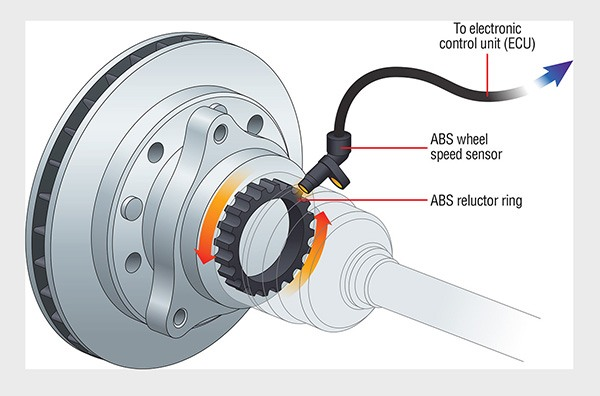 To electronic
control unit (ECU)
ABS wheel
speed sensor
ABS reluctor ring